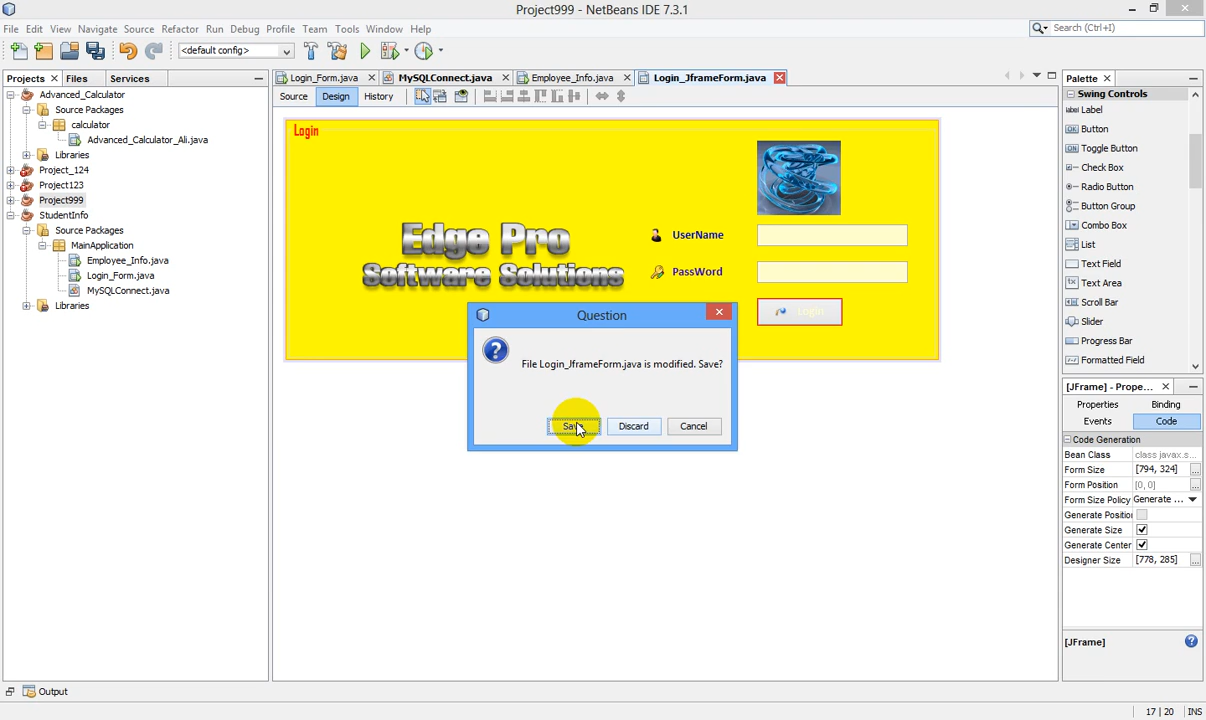 Project999 - NetBeans IDE 7.3.1
File Edit View Navigate Source Refactor Run Debug Profile Team Tools Window Help
Search (Ctrl+I)
<default config>
Projects Files Services
Login_Form.java MySQLConnect.java Employee_Info.java Login_JframeForm.java
Source Design History
Advanced_Calculator
Source Packages
calculator
Advanced_Calculator_Ali.java
Libraries
Project_124
Project123
Project999
StudentInfo
Source Packages
MainApplication
Employee_Info.java
Login_Form.java
MySQLConnect.java
Libraries
Login
Edge Pro
Software Solutions
UserName
PassWord
Question
File Login_JframeForm.java is modified. Save?
Save Discard Cancel
Palette
Swing Controls
label Label
OK Button
ON Toggle Button
Check Box
Radio Button
Button Group
Combo Box
List
Text Field
Text Area
Scroll Bar
Slider
Progress Bar
Formatted Field
[JFrame] - Prope...
Properties Binding
Events Code
Code Generation
Bean Class class javax.s...
Form Size [794, 324] ...
Form Position [0, 0] ...
Form Size Policy Generate ...
Generate Positio
Generate Size
Generate Center
Designer Size [778, 285] ...
[JFrame]
Output
17 | 20 INS